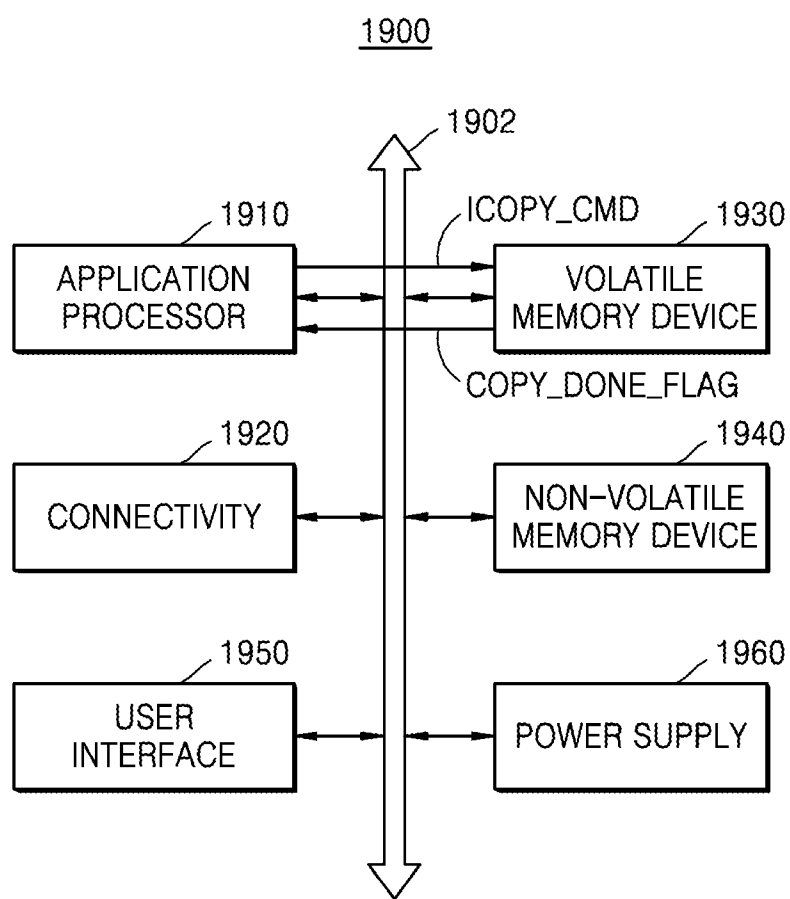 1900
1902
ICOPY_CMD
1910
APPLICATION
PROCESSOR
1930
VOLATILE
MEMORY DEVICE
COPY_DONE_FLAG
1920
CONNECTIVITY
1940
NON-VOLATILE
MEMORY DEVICE
1950
USER
INTERFACE
1960
POWER SUPPLY